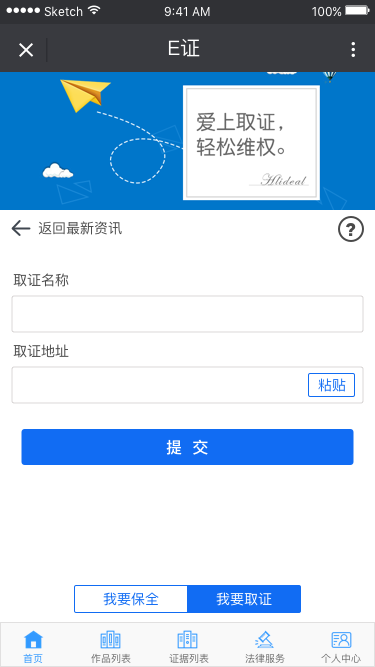 Sketch 9:41 AM 100%
E证
爱上取证，
轻松维权。
Hlideal
返回最新资讯 ?
取证名称
取证地址
粘贴
提 交
我要保全 我要取证
首页 作品列表 证据列表 法律服务 个人中心